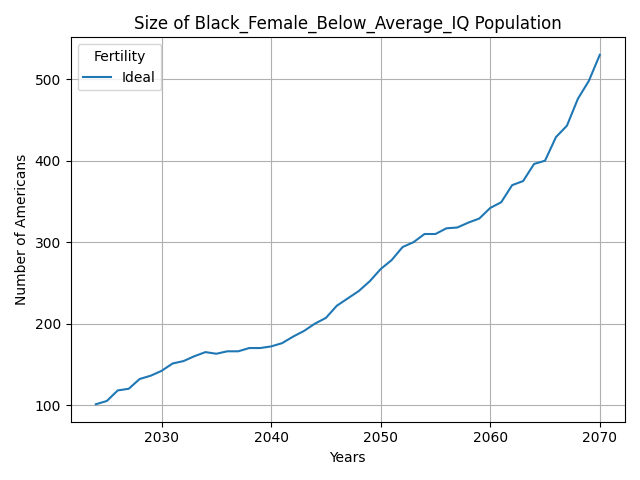 Size of Black_Female_Below_Average_IQ Population
Fertility
Ideal
Number of Americans
500
400
300
200
100
2030 2040 2050 2060 2070
Years